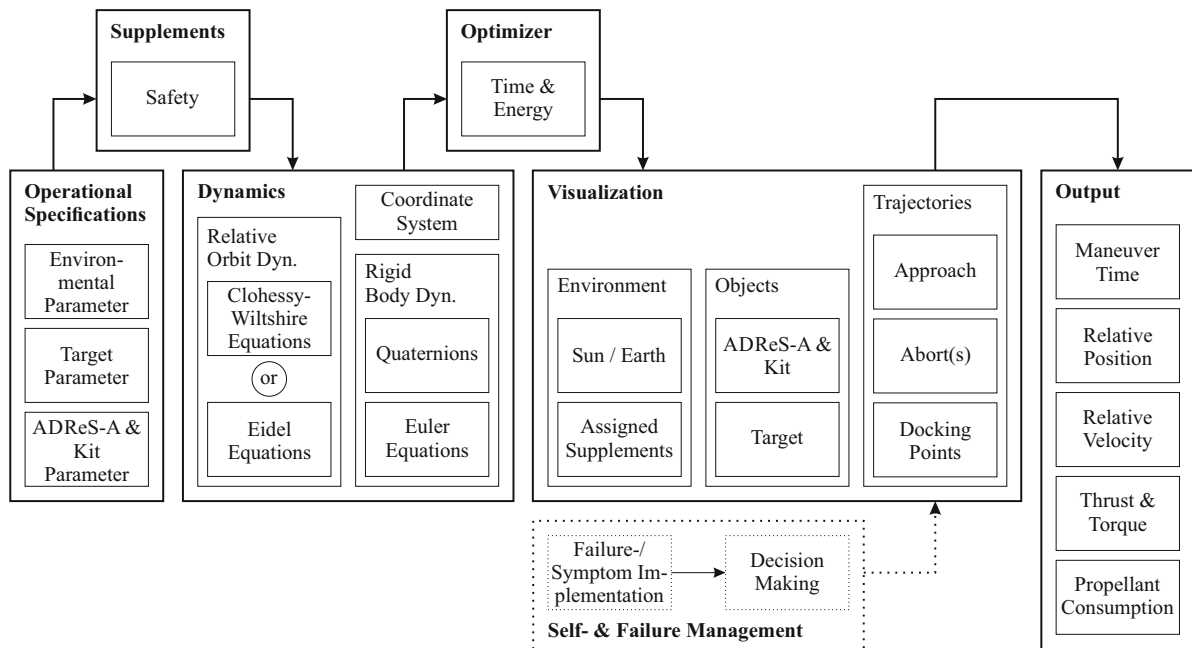 Supplements
Safety
Optimizer
Time &
Energy
Operational
Specifications
Environ-
mental
Parameter
Target
Parameter
ADReS-A &
Kit
Parameter
Dynamics
Relative
Orbit Dyn.
Clohessy-
Wiltshire
Equations
or
Eidel
Equations
Coordinate
System
Rigid
Body Dyn.
Quaternions
Euler
Equations
Visualization
Environment
Sun / Earth
Assigned
Supplements
Objects
ADReS-A &
Kit
Target
Trajectories
Approach
Abort(s)
Docking
Points
Output
Maneuver
Time
Relative
Position
Relative
Velocity
Thrust &
Torque
Propellant
Consumption
Failure-/
Symptom Im-
plementation
Decision
Making
Self- & Failure Management